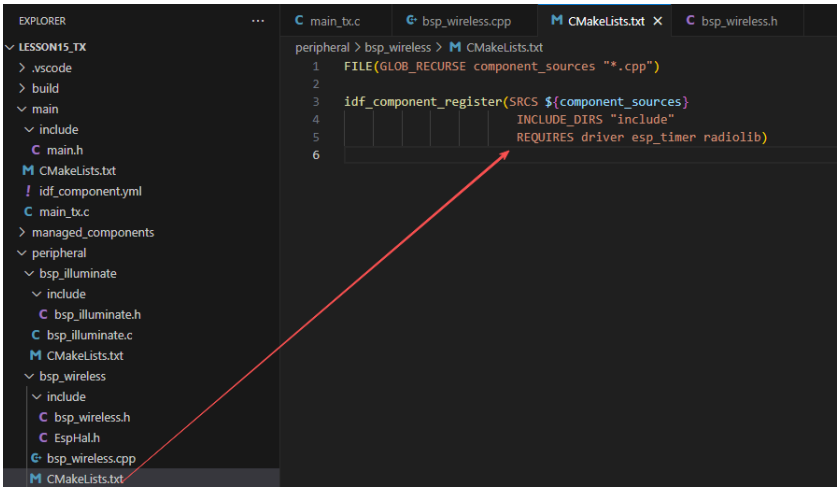 EXPLORER ···
main_tx.c bsp_wireless.cpp CMakeLists.txt bsp_wireless.h
LESSON15_TX
.vscode
build
main
include
C main.h
M CMakeLists.txt
! idf_component.yml
C main_tx.c
managed_components
peripheral
bsp_illuminate
include
C bsp_illuminate.h
C bsp_illuminate.c
M CMakeLists.txt
bsp_wireless
include
C bsp_wireless.h
C EspHal.h
G bsp_wireless.cpp
M CMakeLists.txt
peripheral > bsp_wireless > M CMakeLists.txt
1 FILE(GLOB_RECURSE component_sources "*.cpp")
2
3 idf_component_register(SRCS ${component_sources}
4 INCLUDE_DIRS "include"
5 REQUIRES driver esp_timer radiolib)
6